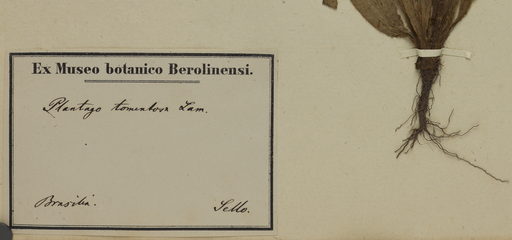 Ex Museo botanico Berolinensi.
Plantago tomentosa Lam.
Brasilia.
Sello.